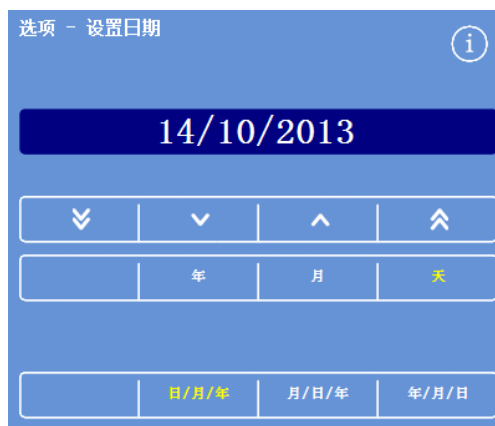 选项 - 设置日期
i
14/10/2013
年 月 天
日/月/年 月/日/年 年/月/日